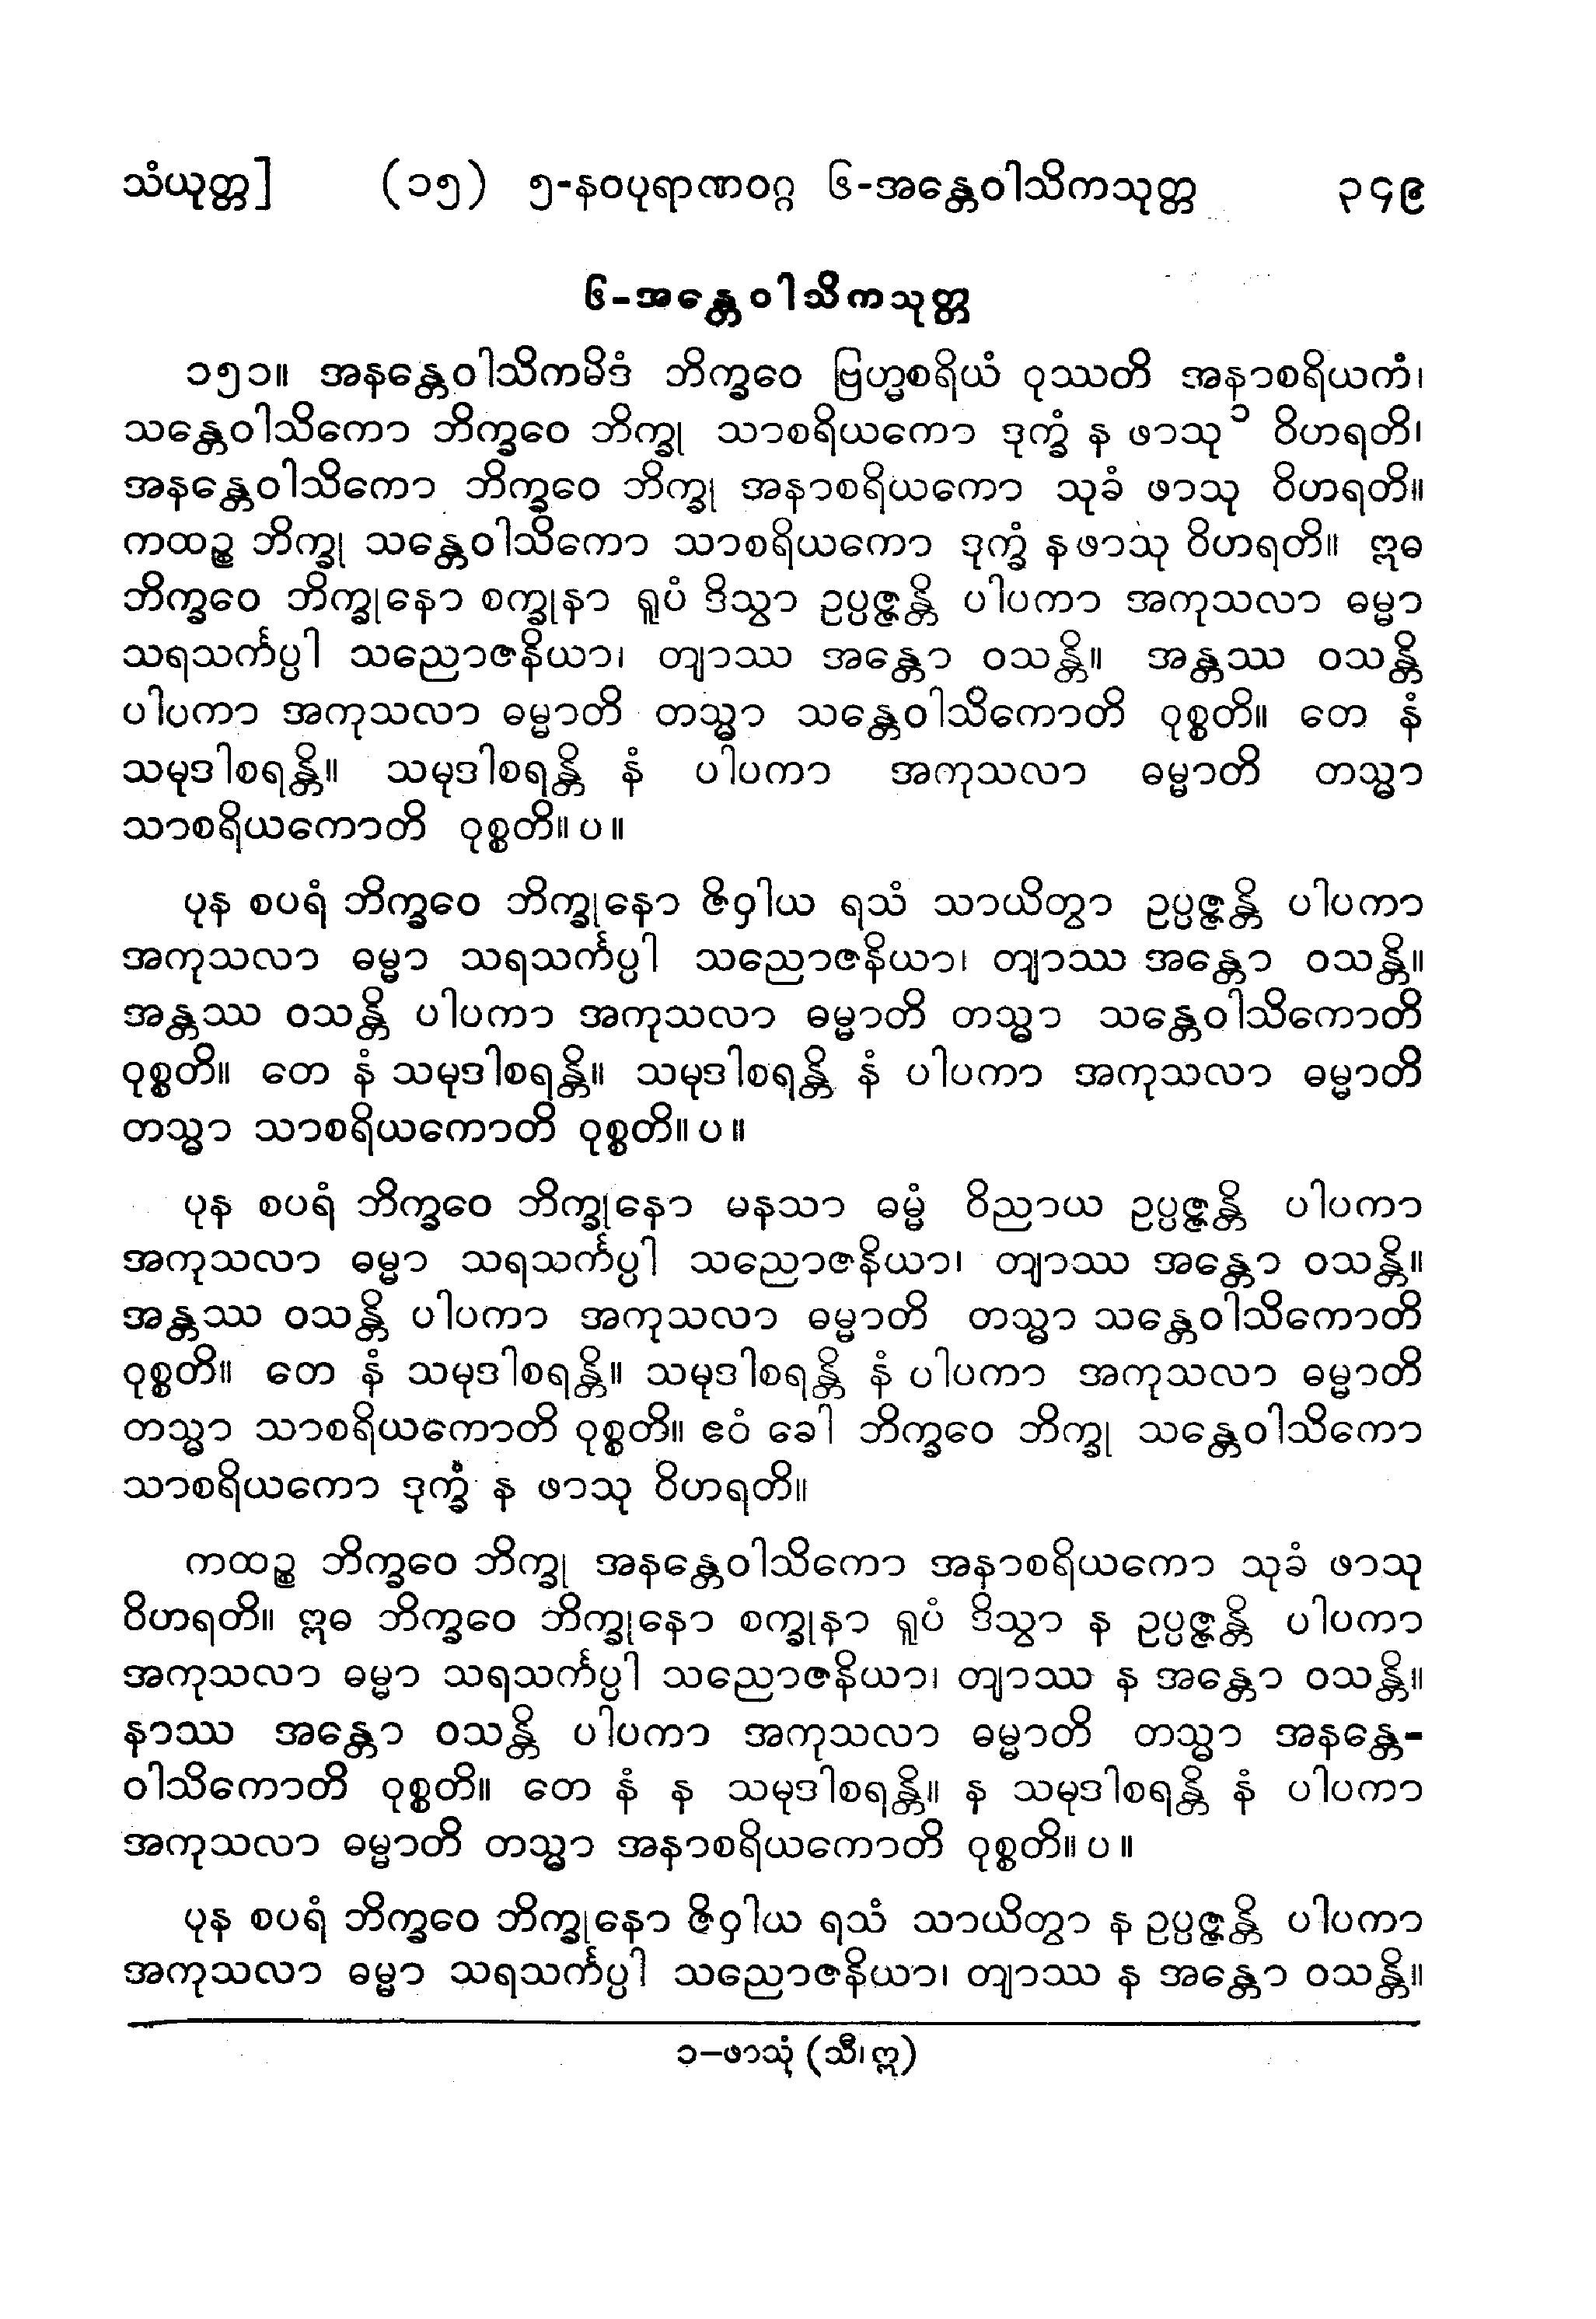 သံယုတ္တ] (၁၅) ၅-နဝပုရာဏဝဂ္ဂ ၆-အန္တေဝါသိကသုတ္တ ၃၄၉
၆-အန္တေဝါသိကသုတ္တ
၁၅၁။ အနန္တေဝါသိကမိဒံ ဘိက္ခဝေ ဗြဟ္မစရိယံ ဝုဿတိ အနာစရိယကံ၊
သန္တေဝါသိကော ဘိက္ခဝေ ဘိက္ခု သာစရိယကော ဒုက္ခံ န ဖာသု ၁ ဝိဟရတိ၊
အနန္တေဝါသိကော ဘိက္ခဝေ ဘိက္ခု အနာစရိယကော သုခံ ဖာသု ဝိဟရတိ။
ကထဉ္စ ဘိက္ခု သန္တေဝါသိကော သာစရိယကော ဒုက္ခံ န ဖာသု ဝိဟရတိ။ ဣဓ
ဘိက္ခဝေ ဘိက္ခုနော စက္ခုနာ ရူပံ ဒိသွာ ဥပ္ပဇ္ဇန္တိ ပါပကာ အကုသလာ ဓမ္မာ
သရသင်္ကပ္ပါ သညောဇနိယာ၊ တျာဿ အန္တော ဝသန္တိ။ အန္တဿ ဝသန္တိ
ပါပကာ အကုသလာ ဓမ္မာတိ တသ္မာ သန္တေဝါသိကောတိ ဝုစ္စတိ။ တေ နံ
သမုဒါစရန္တိ။ သမုဒါစရန္တိ နံ ပါပကာ အကုသလာ ဓမ္မာတိ တသ္မာ
သာစရိယကောတိ ဝုစ္စတိ။ ပ ။
ပုန စပရံ ဘိက္ခဝေ ဘိက္ခုနော ဇိဝှါယ ရသံ သာယိတွာ ဥပ္ပဇ္ဇန္တိ ပါပကာ
အကုသလာ ဓမ္မာ သရသင်္ကပ္ပါ သညောဇနိယာ၊ တျာဿ အန္တော ဝသန္တိ။
အန္တဿ ဝသန္တိ ပါပကာ အကုသလာ ဓမ္မာတိ တသ္မာ သန္တေဝါသိကောတိ
ဝုစ္စတိ။ တေ နံ သမုဒါစရန္တိ။ သမုဒါစရန္တိ နံ ပါပကာ အကုသလာ ဓမ္မာတိ
တသ္မာ သာစရိယကောတိ ဝုစ္စတိ။ ပ ။
ပုန စပရံ ဘိက္ခဝေ ဘိက္ခုနော မနသာ ဓမ္မံ ဝိညာယ ဥပ္ပဇ္ဇန္တိ ပါပကာ
အကုသလာ ဓမ္မာ သရသင်္ကပ္ပါ သညောဇနိယာ၊ တျာဿ အန္တော ဝသန္တိ။
အန္တဿ ဝသန္တိ ပါပကာ အကုသလာ ဓမ္မာတိ တသ္မာ သန္တေဝါသိကောတိ
ဝုစ္စတိ။ တေ နံ သမုဒါစရန္တိ။ သမုဒါစရန္တိ နံ ပါပကာ အကုသလာ ဓမ္မာတိ
တသ္မာ သာစရိယကောတိ ဝုစ္စတိ။ ဧဝံ ခေါ ဘိက္ခဝေ ဘိက္ခု သန္တေဝါသိကော
သာစရိယကော ဒုက္ခံ န ဖာသု ဝိဟရတိ။
ကထဉ္စ ဘိက္ခဝေ ဘိက္ခု အနန္တေဝါသိကော အနာစရိယကော သုခံ ဖာသု
ဝိဟရတိ။ ဣဓ ဘိက္ခဝေ ဘိက္ခုနော စက္ခုနာ ရူပံ ဒိသွာ န ဥပ္ပဇ္ဇန္တိ ပါပကာ
အကုသလာ ဓမ္မာ သရသင်္ကပ္ပါ သညောဇနိယာ၊ တျာဿ န အန္တော ဝသန္တိ။
နာဿ အန္တော ဝသန္တိ ပါပကာ အကုသလာ ဓမ္မာတိ တသ္မာ အနန္တေ-
ဝါသိကောတိ ဝုစ္စတိ။ တေ နံ န သမုဒါစရန္တိ။ န သမုဒါစရန္တိ နံ ပါပကာ
အကုသလာ ဓမ္မာတိ တသ္မာ အနာစရိယကောတိ ဝုစ္စတိ။ ပ ။
ပုန စပရံ ဘိက္ခဝေ ဘိက္ခုနော ဇိဝှါယ ရသံ သာယိတွာ န ဥပ္ပဇ္ဇန္တိ ပါပကာ
အကုသလာ ဓမ္မာ သရသင်္ကပ္ပါ သညောဇနိယာ၊ တျာဿ န အန္တော ဝသန္တိ။
၁-ဖာသုံ (သီ၊ ဣ)